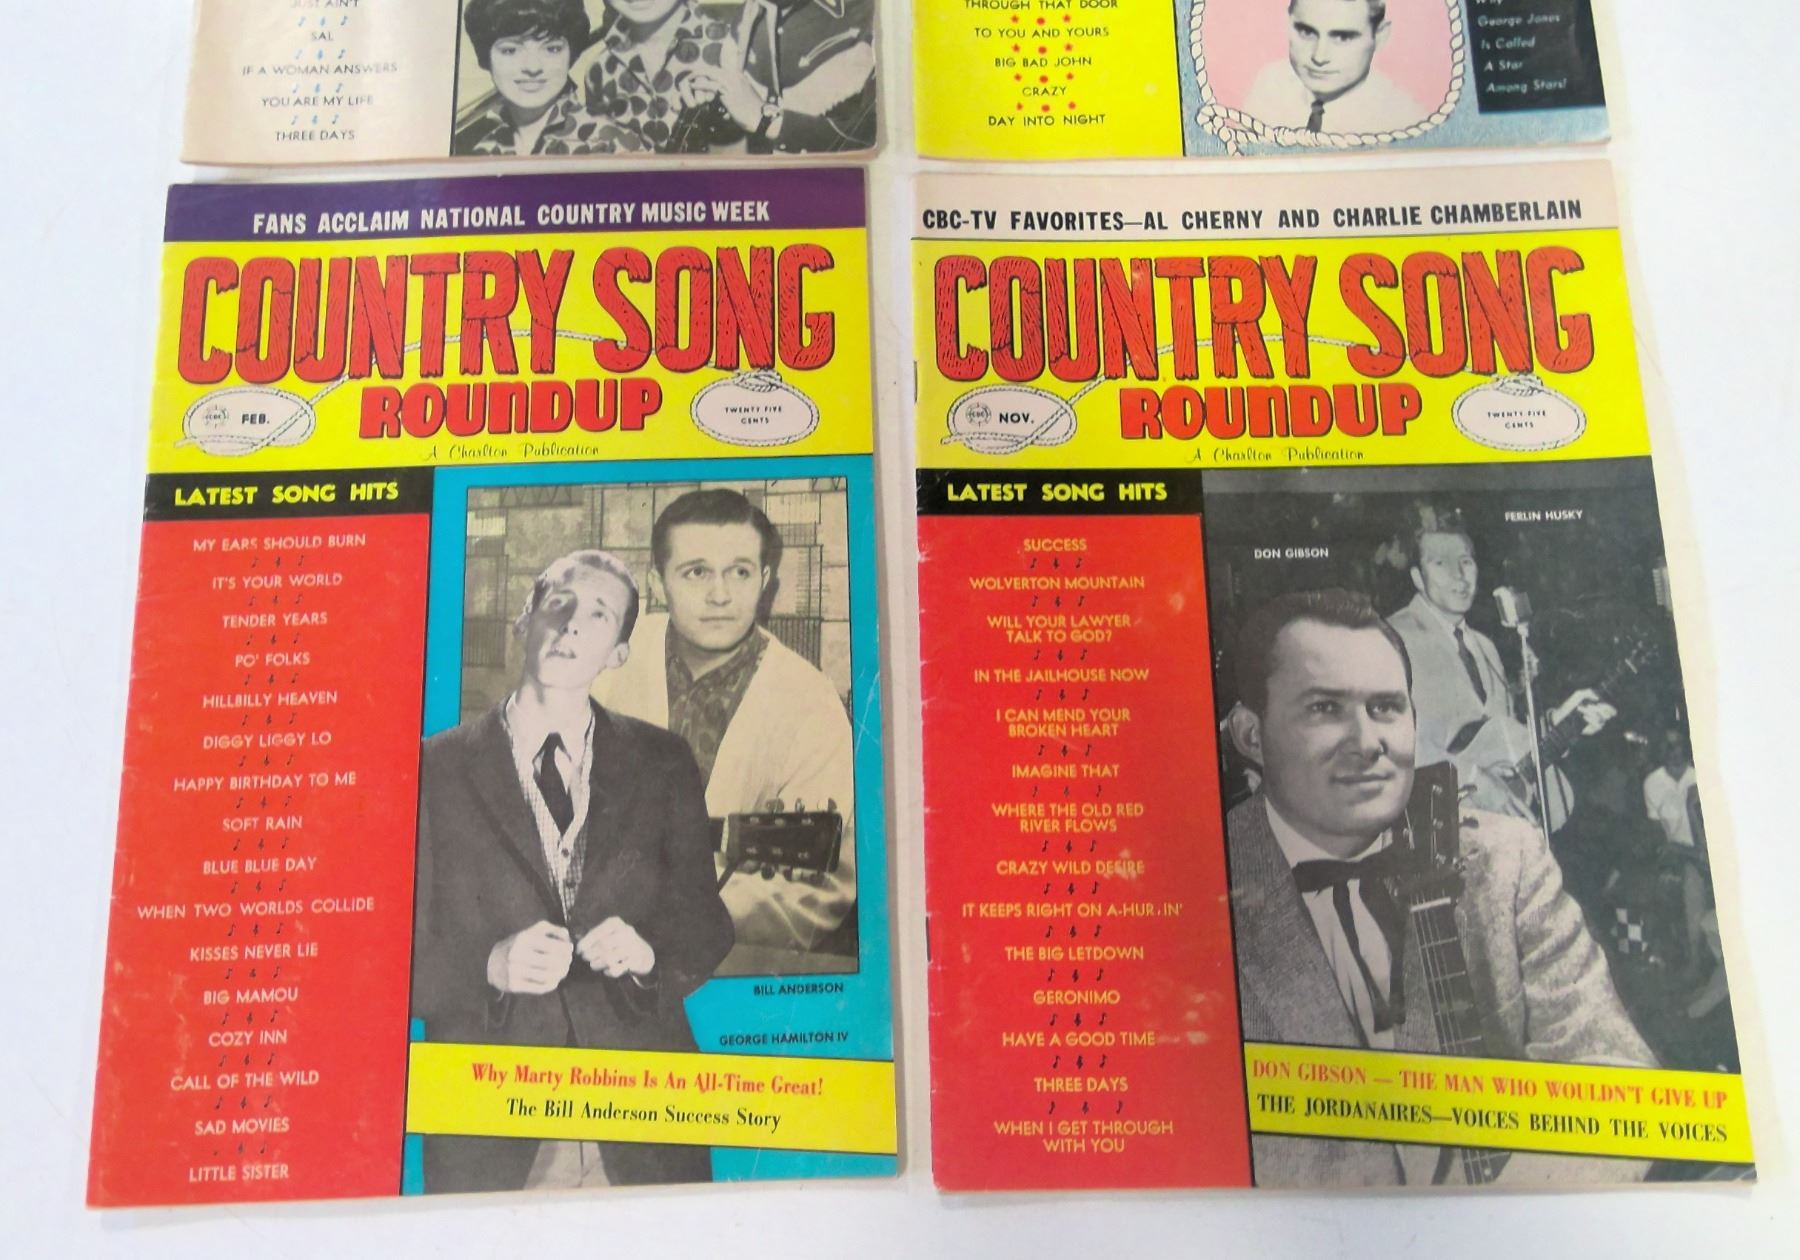 JUST AIN'T
SAL
IF A WOMAN ANSWERS
YOU ARE MY LIFE
THREE DAYS
THROUGH THAT DOOR
TO YOU AND YOURS
BIG BAD JOHN
CRAZY
DAY INTO NIGHT
Why
George Jones
Is Called
A Star
Among Stars!
FANS ACCLAIM NATIONAL COUNTRY MUSIC WEEK
COUNTRY SONG
ROUNDUP
FEB.
TWENTY FIVE
CENTS
A Charlton Publication
LATEST SONG HITS
MY EARS SHOULD BURN
IT'S YOUR WORLD
TENDER YEARS
PO' FOLKS
HILLBILLY HEAVEN
DIGGY LIGGY LO
HAPPY BIRTHDAY TO ME
SOFT RAIN
BLUE BLUE DAY
WHEN TWO WORLDS COLLIDE
KISSES NEVER LIE
BIG MAMOU
COZY INN
CALL OF THE WILD
SAD MOVIES
LITTLE SISTER
BILL ANDERSON
GEORGE HAMILTON IV
Why Marty Robbins Is An All-Time Great!
The Bill Anderson Success Story
CBC-TV FAVORITES—AL CHERNY AND CHARLIE CHAMBERLAIN
COUNTRY SONG
ROUNDUP
CDC
NOV.
TWENTY FIVE
CENTS
A Charlton Publication
LATEST SONG HITS
SUCCESS
WOLVERTON MOUNTAIN
WILL YOUR LAWYER
TALK TO GOD?
IN THE JAILHOUSE NOW
I CAN MEND YOUR
BROKEN HEART
IMAGINE THAT
WHERE THE OLD RED
RIVER FLOWS
CRAZY WILD DESIRE
IT KEEPS RIGHT ON A-HURTIN'
THE BIG LETDOWN
GERONIMO
HAVE A GOOD TIME
THREE DAYS
WHEN I GET THROUGH
WITH YOU
FERLIN HUSKY
DON GIBSON
DON GIBSON — THE MAN WHO WOULDN'T GIVE UP
THE JORDANAIRES—VOICES BEHIND THE VOICES